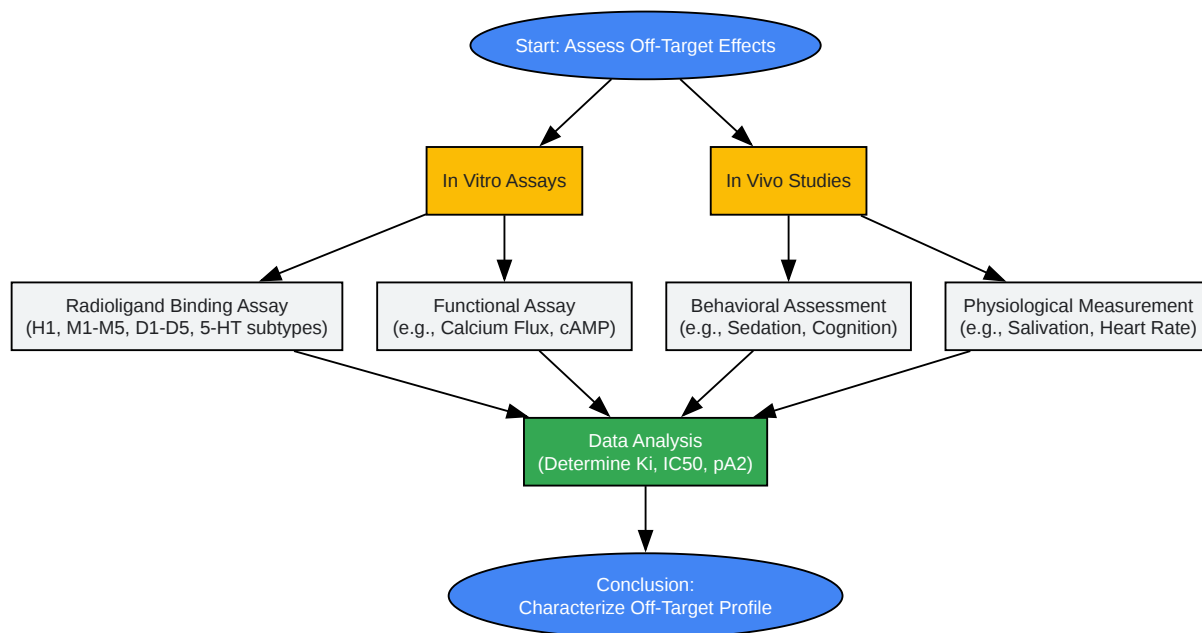 Start: Assess Off-Target Effects
In Vitro Assays
In Vivo Studies
Radioligand Binding Assay
(H1, M1-M5, D1-D5, 5-HT subtypes)
Functional Assay
(e.g., Calcium Flux, cAMP)
Behavioral Assessment
(e.g., Sedation, Cognition)
Physiological Measurement
(e.g., Salivation, Heart Rate)
Data Analysis
(Determine Ki, IC50, pA2)
Conclusion:
Characterize Off-Target Profile